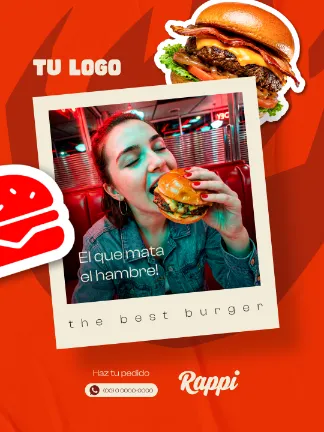 TU LOGO
El que mata
el hambre!
the best burger
Haz tu pedido
Rappi